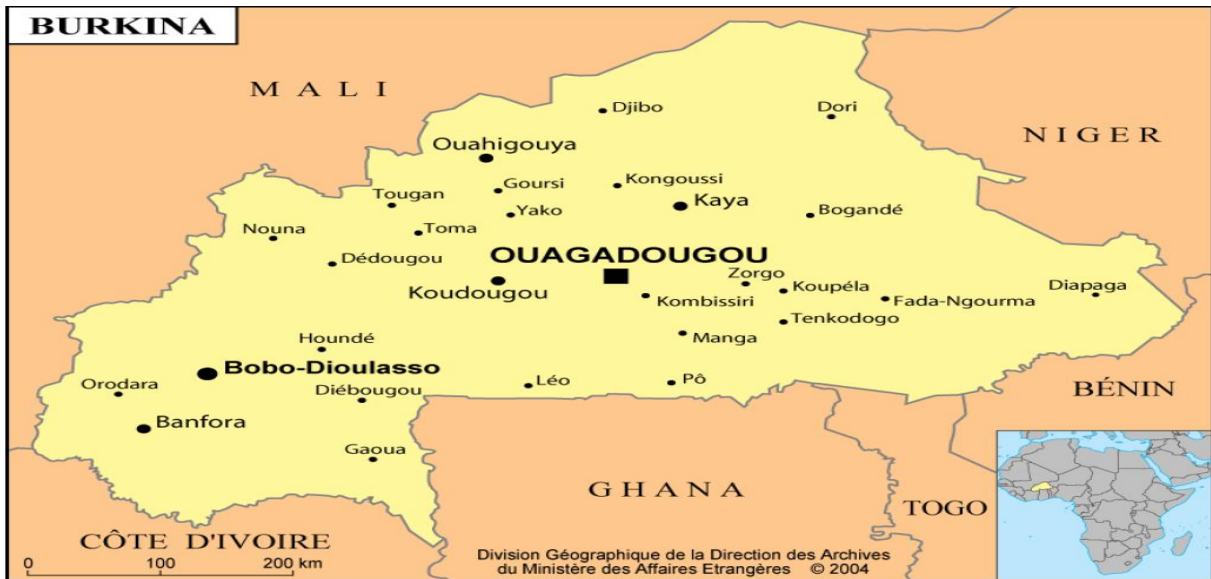 BURKINA
MALI
Djibo
Dori
NIGER
Ouahigouya
Goursi
Kongoussi
Tougan
Kaya
Yako
Bogandé
Nouna
Toma
OUAGADOUGOU
Dédougou
Zorgo
Koudougou
Koupéla
Diapaga
Kombissiri
Fada-Ngourma
Tenkodogo
Houndé
Manga
Bobo-Dioulasso
Orodara
Diébougou
Léo
Pô
BÉNIN
Banfora
Gaoua
GHANA
TOGO
CÔTE D'IVOIRE
0 100 200 km
Division Géographique de la Direction des Archives
du Ministère des Affaires Etrangères © 2004